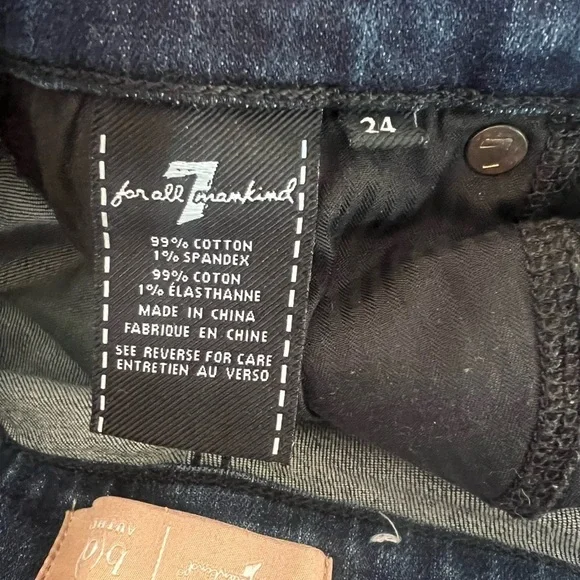 24
for all 7 mankind
99% COTTON
1% SPANDEX
99% COTON
1% ÉLASTHANNE
MADE IN CHINA
FABRIQUE EN CHINE
SEE REVERSE FOR CARE
ENTRETIEN AU VERSO
7